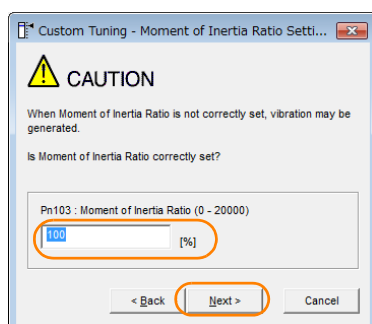 Custom Tuning - Moment of Inertia Ratio Setti...
CAUTION
When Moment of Inertia Ratio is not correctly set, vibration may be
generated.
Is Moment of Inertia Ratio correctly set?
Pn103 : Moment of Inertia Ratio (0 - 20000)
100 [%]
< Back Next > Cancel